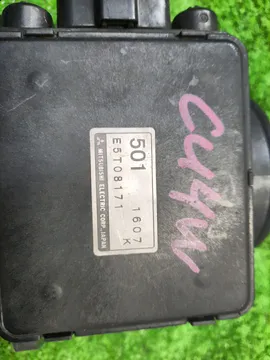 501 1607
E5T08171 K
MITSUBISHI ELECTRIC CORP. JAPAN
CU4W